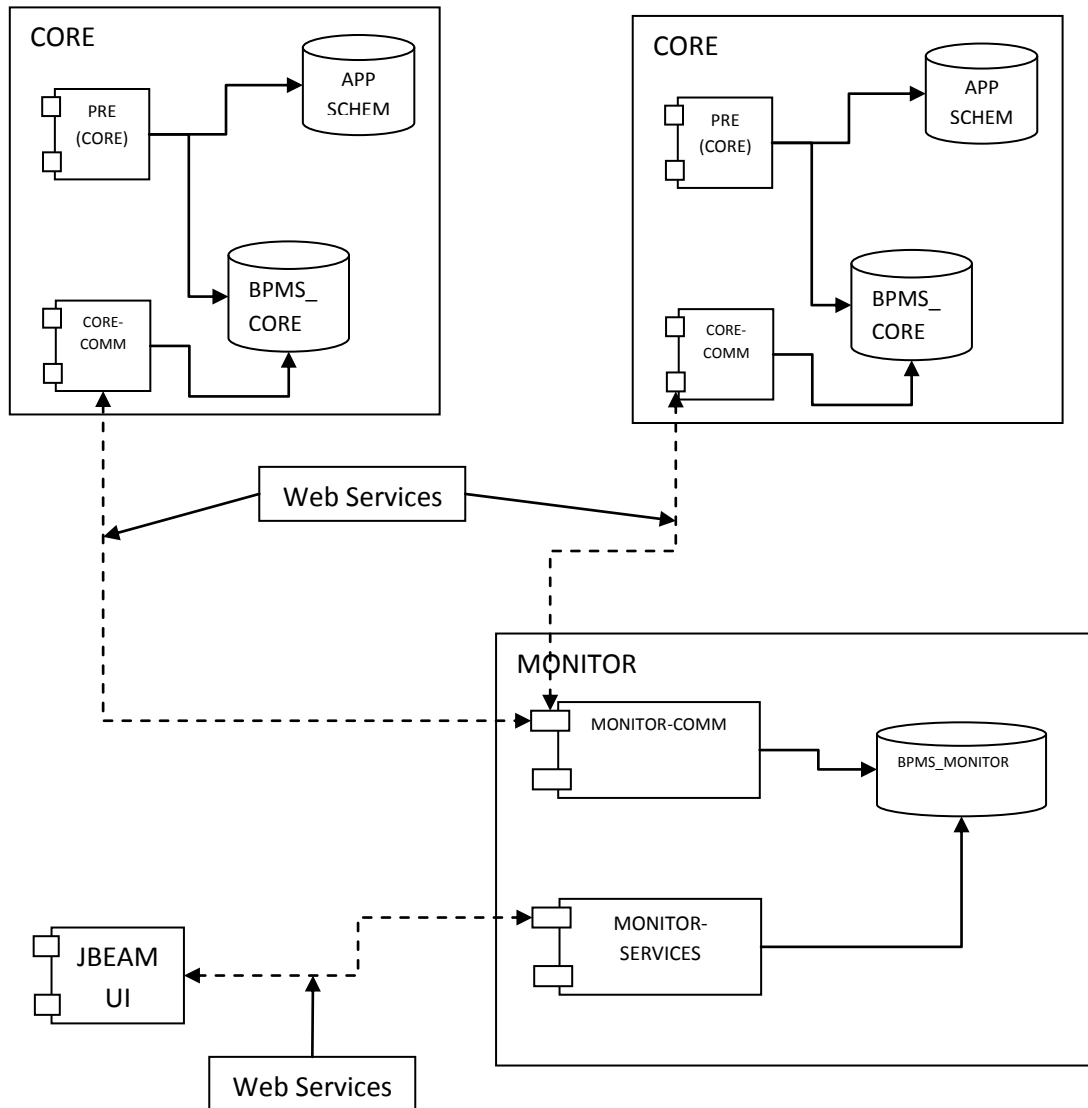 CORE
APP
SCHEM
PRE
(CORE)
BPMS_
CORE
CORE-
COMM
CORE
APP
SCHEM
PRE
(CORE)
BPMS_
CORE
CORE-
COMM
Web Services
MONITOR
MONITOR-COMM
BPMS_MONITOR
MONITOR-
SERVICES
JBEAM
UI
Web Services